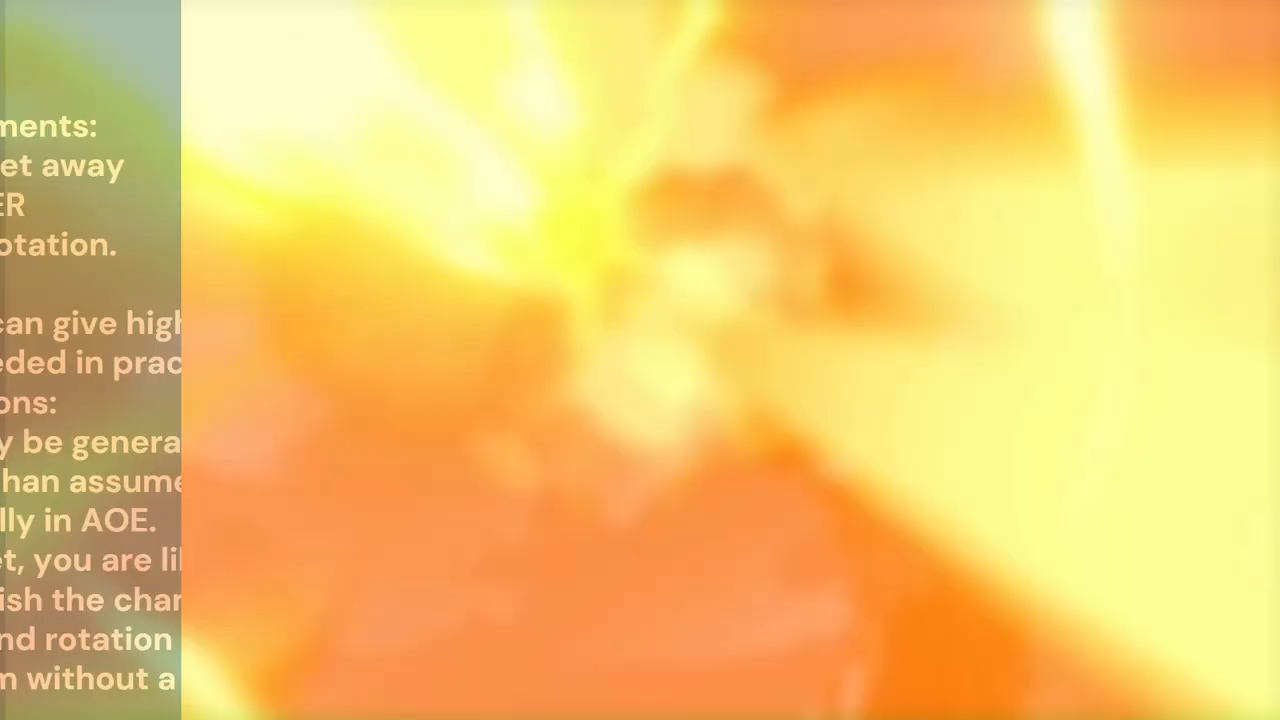 ments:
et away
ER
otation.
can give high
eded in prac
ons:
y be genera
han assume
lly in AOE.
et, you are li
ish the char
nd rotation
m without a